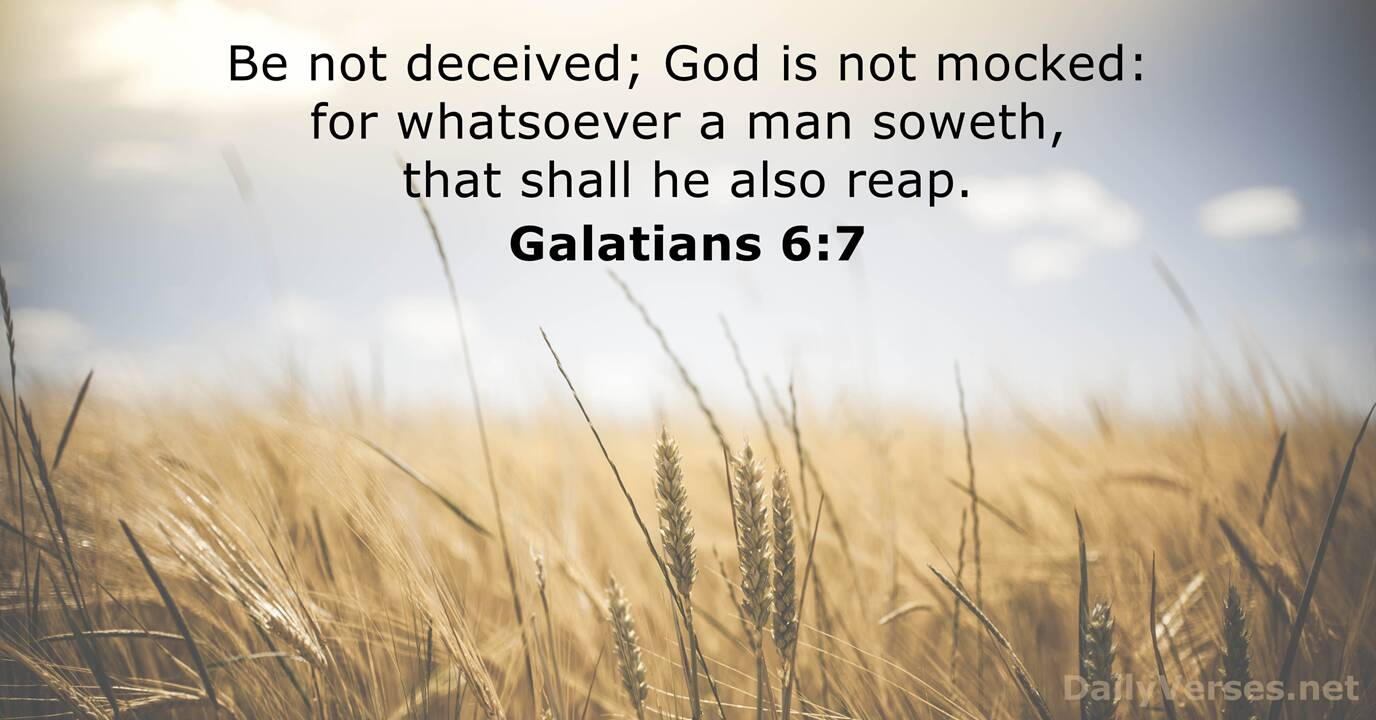 Be not deceived; God is not mocked:
for whatsoever a man soweth,
that shall he also reap.
Galatians 6:7
DailyVerses.net